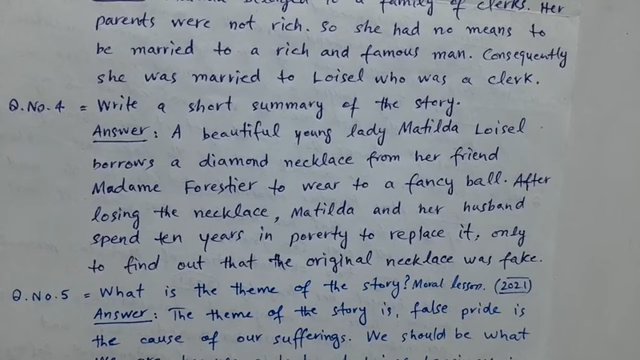 to a family of clerks. Her
parents were not rich. So she had no means to
be married to a rich and famous man. Consequently
she was married to Loisel who was a clerk.
Q.No.4 = Write a short summary of the story.
Answer: A beautiful young lady Matilda Loisel
borrows a diamond necklace from her friend
Madame Forestier to wear to a fancy ball. After
losing the necklace, Matilda and her husband
spend ten years in poverty to replace it, only
to find out that the original necklace was fake.
Q.No.5 = What is the theme of the story? Moral lesson. (2021)
Answer: The theme of the story is, false pride is
the cause of our sufferings. We should be what